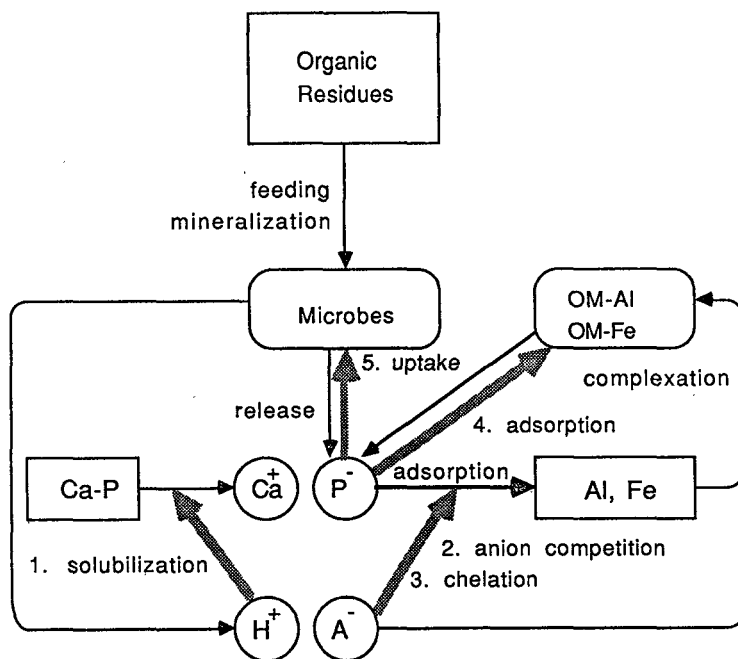 Organic
Residues
feeding
mineralization
Microbes
OM-Al
OM-Fe
5. uptake
complexation
release
4. adsorption
Ca-P
Ca+
P-
adsorption
Al, Fe
1. solubilization
2. anion competition
3. chelation
H+
A-